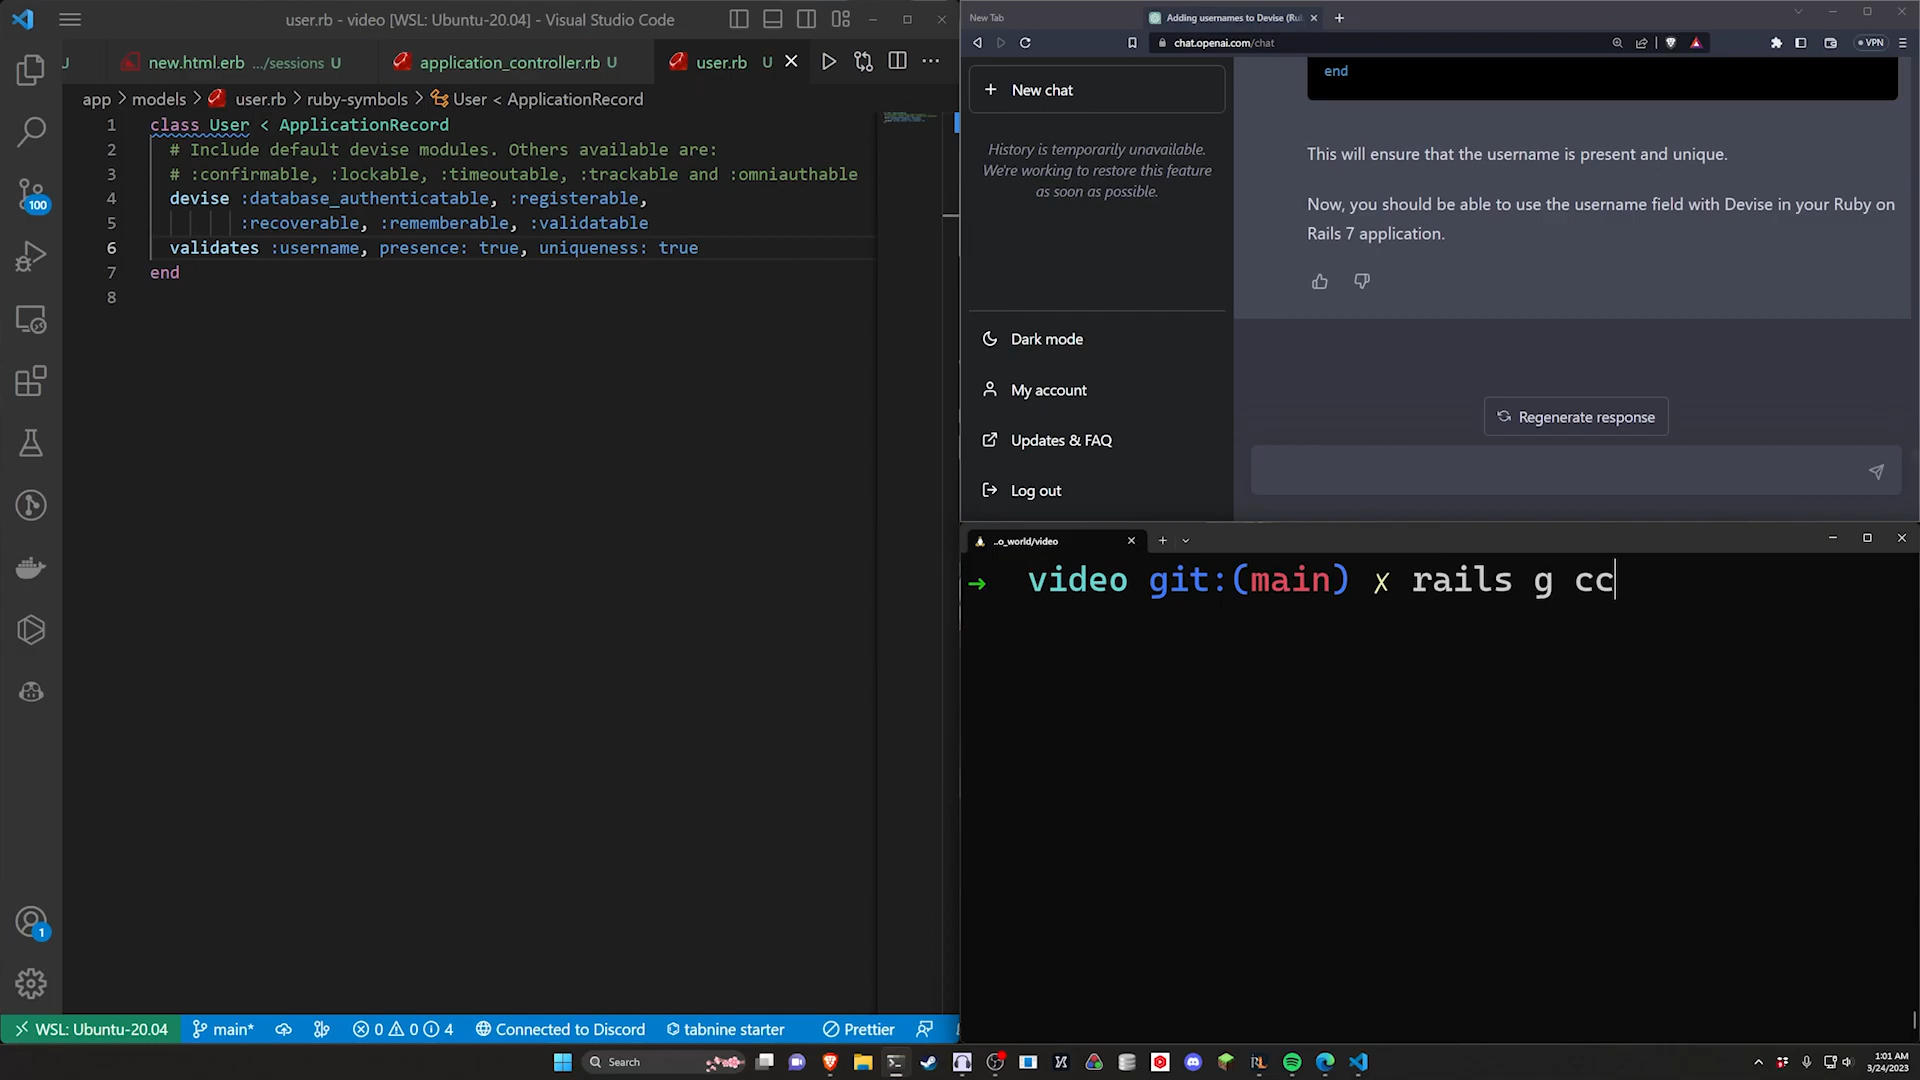 user.rb - video [WSL: Ubuntu-20.04] - Visual Studio Code
U
new.html.erb .../sessions U
application_controller.rb U
user.rb U
app > models > user.rb > ruby-symbols > User < ApplicationRecord
1 class User < ApplicationRecord
2 # Include default devise modules. Others available are:
3 # :confirmable, :lockable, :timeoutable, :trackable and :omniauthable
4 devise :database_authenticatable, :registerable,
5 :recoverable, :rememberable, :validatable
6 validates :username, presence: true, uniqueness: true
7 end
8
100
1
WSL: Ubuntu-20.04
main*
0 0 4
Connected to Discord
tabnine starter
Prettier
New Tab
Adding usernames to Devise (Ru
chat.openai.com/chat
VPN
New chat
History is temporarily unavailable.
We're working to restore this feature
as soon as possible.
Dark mode
My account
Updates & FAQ
Log out
end
This will ensure that the username is present and unique.
Now, you should be able to use the username field with Devise in your Ruby on
Rails 7 application.
Regenerate response
..o_world/video
→ video git:(main) ✗ rails g cc
Search
1:01 AM
3/24/2023